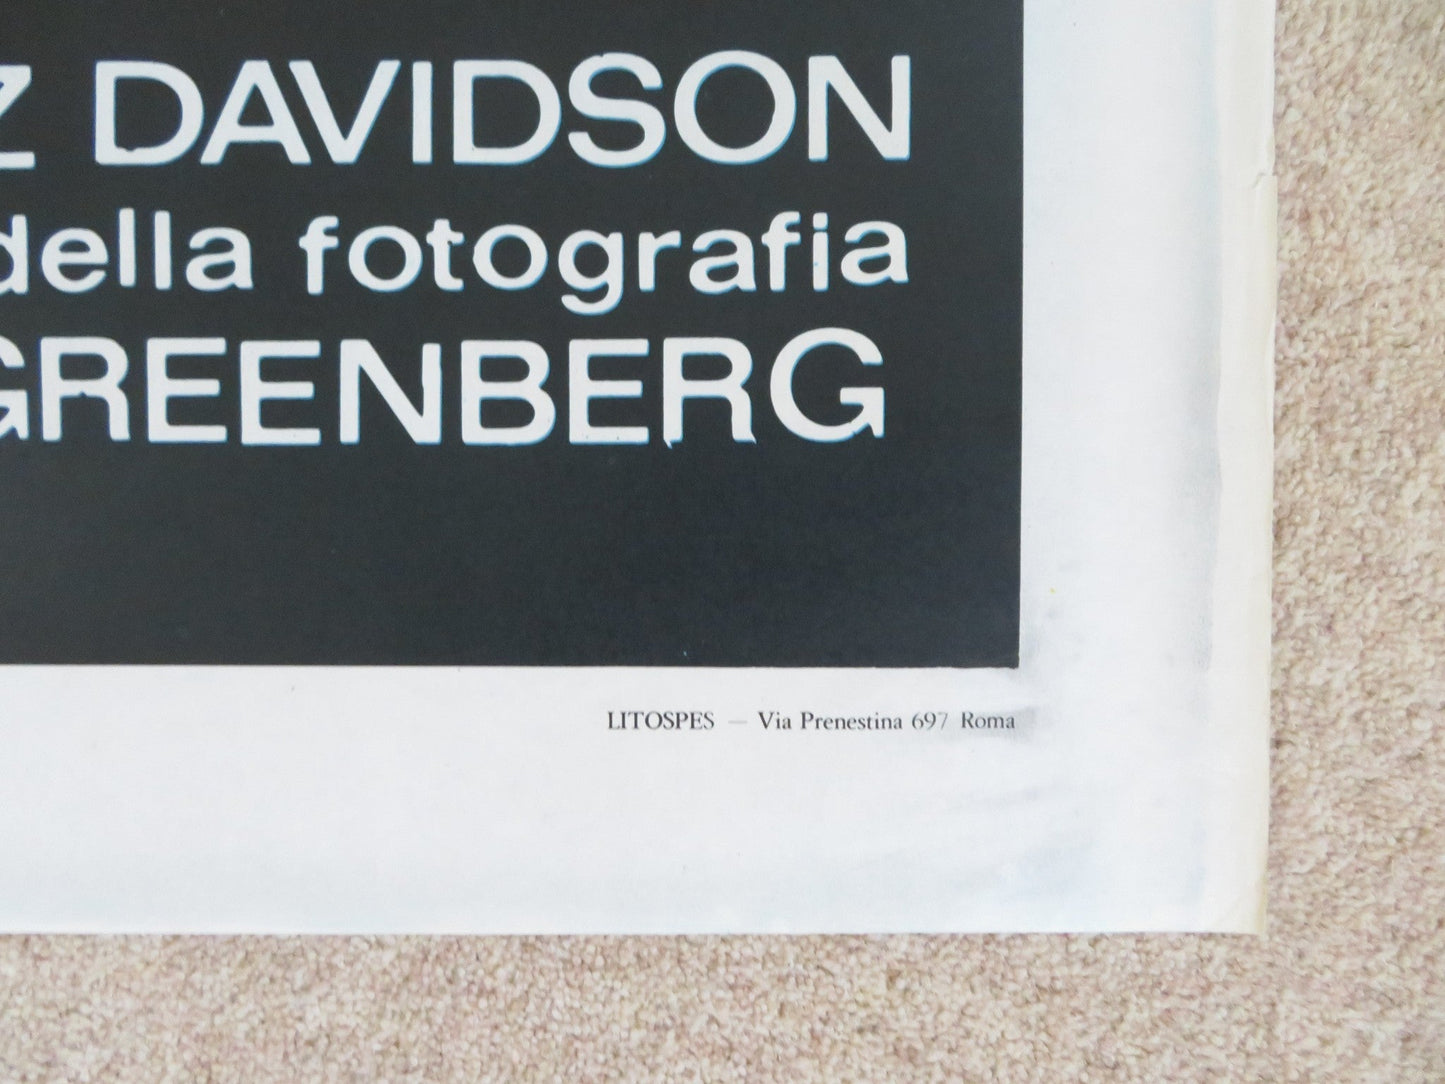 Z DAVIDSON
della fotografia
GREENBERG
LITOSPES — Via Prenestina 697 Roma